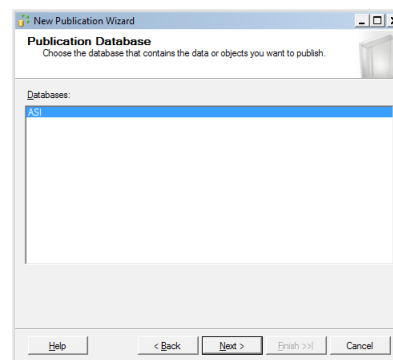 New Publication Wizard
Publication Database
Choose the database that contains the data or objects you want to publish.
Databases:
ASI
Help
< Back
Next >
Finish >>|
Cancel